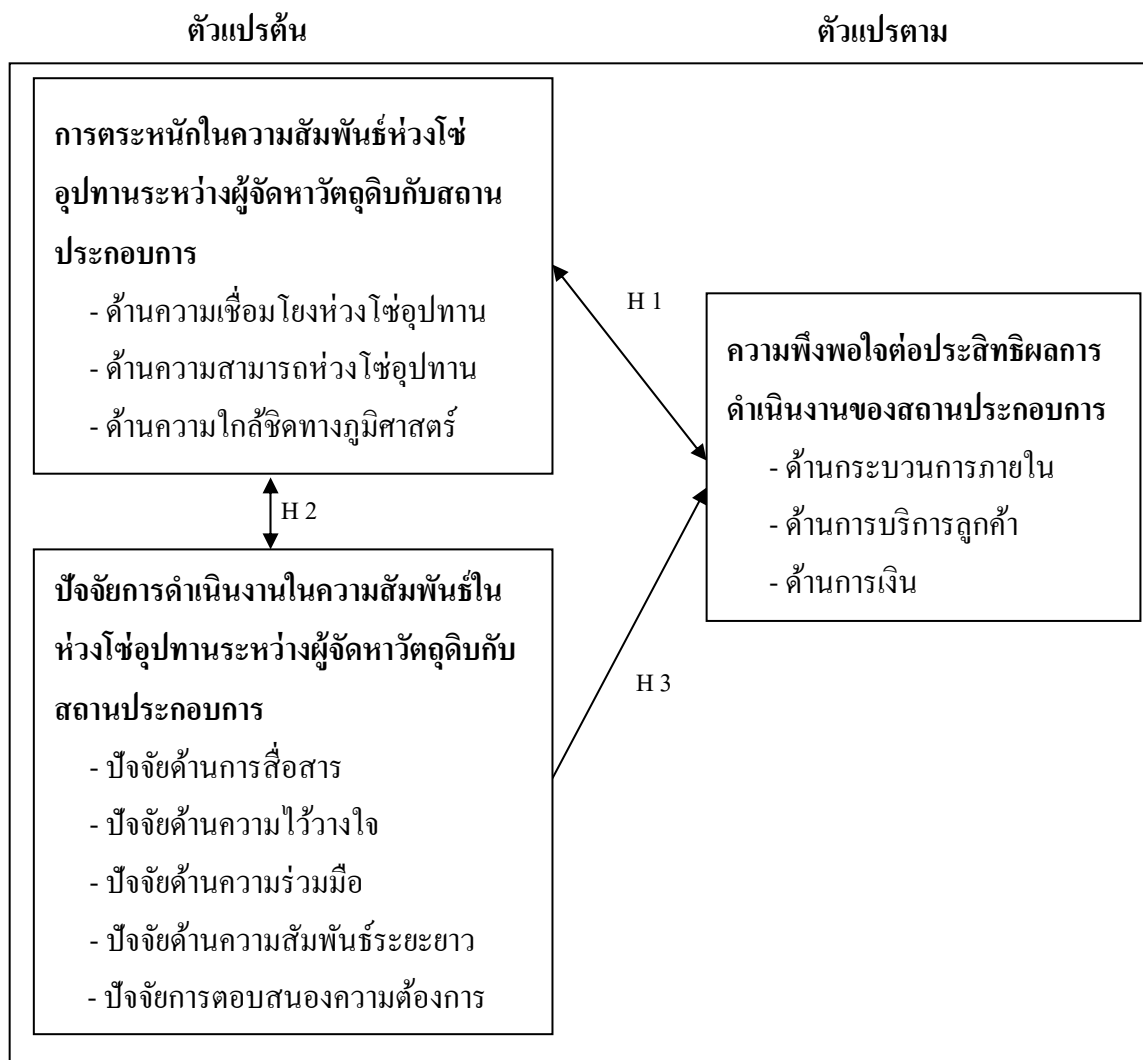 ตัวแปรต้น
ตัวแปรตาม
การตระหนักในความสัมพันธ์ห่วงโซ่
อุปทานระหว่างผู้จัดหาวัตถุดิบกับสถาน
ประกอบการ
- ด้านความเชื่อมโยงห่วงโซ่อุปทาน
- ด้านความสามารถห่วงโซ่อุปทาน
- ด้านความใกล้ชิดทางภูมิศาสตร์
H 1
ความพึงพอใจต่อประสิทธิผลการ
ดำเนินงานของสถานประกอบการ
- ด้านกระบวนการภายใน
- ด้านการบริการลูกค้า
- ด้านการเงิน
H 2
ปัจจัยการดำเนินงานในความสัมพันธ์ใน
ห่วงโซ่อุปทานระหว่างผู้จัดหาวัตถุดิบกับ
สถานประกอบการ
- ปัจจัยด้านการสื่อสาร
- ปัจจัยด้านความไว้วางใจ
- ปัจจัยด้านความร่วมมือ
- ปัจจัยด้านความสัมพันธ์ระยะยาว
- ปัจจัยการตอบสนองความต้องการ
H 3